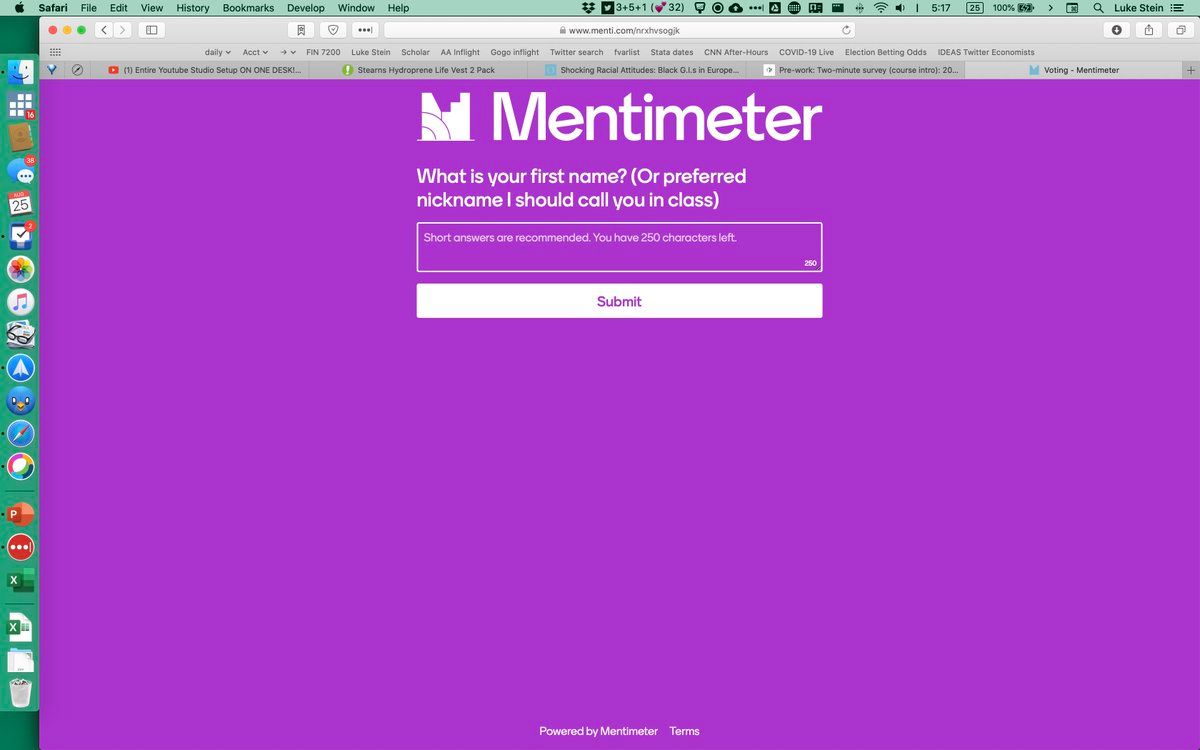 Safari File Edit View History Bookmarks Develop Window Help 3+5+1 (💕 32) 5:17 25 100% Luke Stein
www.menti.com/nrxhvsogjk
daily Acct FIN 7200 Luke Stein Scholar AA Inflight Gogo inflight Twitter search fvarlist Stata dates CNN After-Hours COVID-19 Live Election Betting Odds IDEAS Twitter Economists
(1) Entire Youtube Studio Setup ON ONE DESK!... Stearns Hydroprene Life Vest 2 Pack Shocking Racial Attitudes: Black G.I.s in Europe... Pre-work: Two-minute survey (course intro): 20... Voting - Mentimeter
16
38
AUG
25
2
P
X
X
Mentimeter
What is your first name? (Or preferred
nickname I should call you in class)
Short answers are recommended. You have 250 characters left.
250
Submit
Powered by Mentimeter Terms